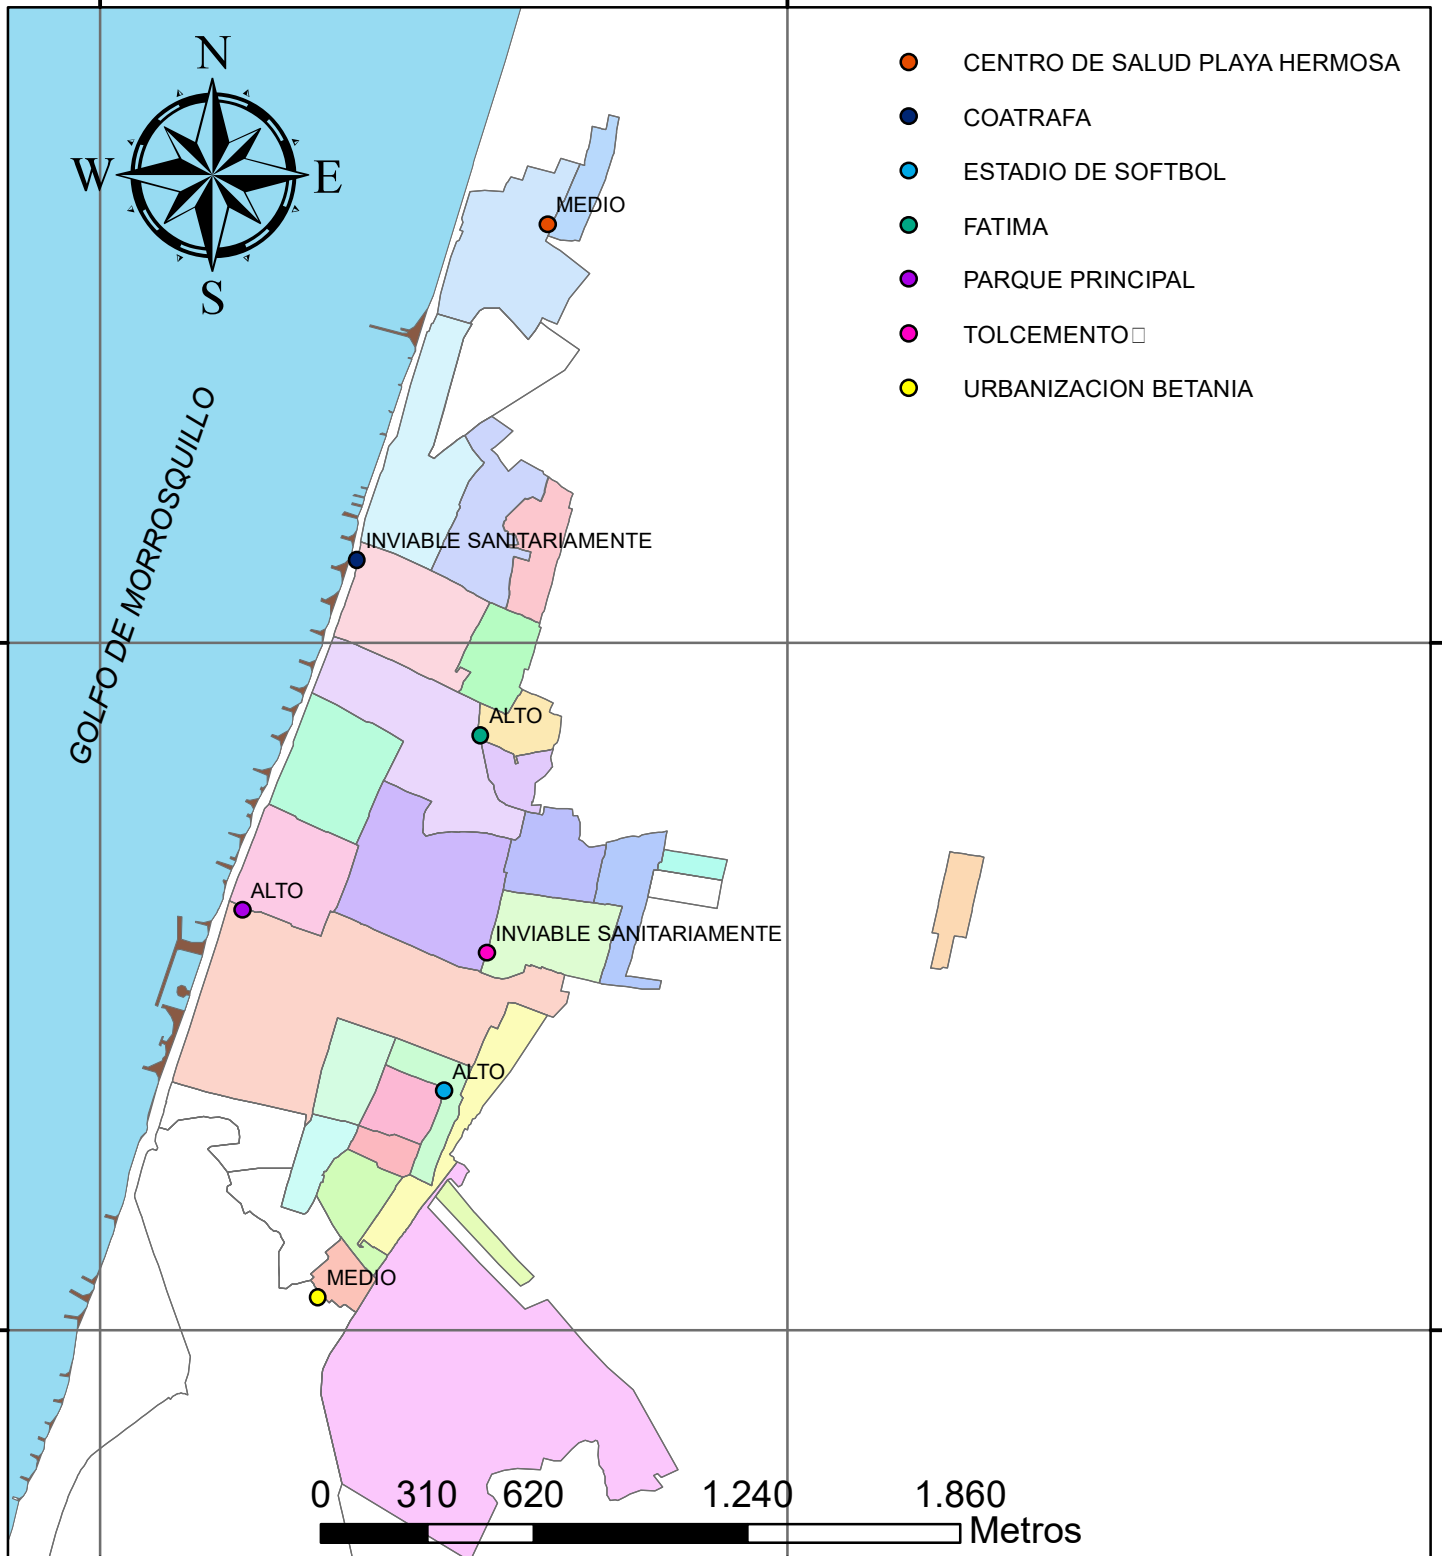 N
W
E
S
CENTRO DE SALUD PLAYA HERMOSA
COATRAFA
ESTADIO DE SOFTBOL
FATIMA
PARQUE PRINCIPAL
TOLCEMENTO
URBANIZACION BETANIA
MEDIO
GOLFO DE MORROSQUILLO
INVIABLE SANITARIAMENTE
ALTO
ALTO
INVIABLE SANITARIAMENTE
ALTO
MEDIO
0 310 620 1.240 1.860
Metros